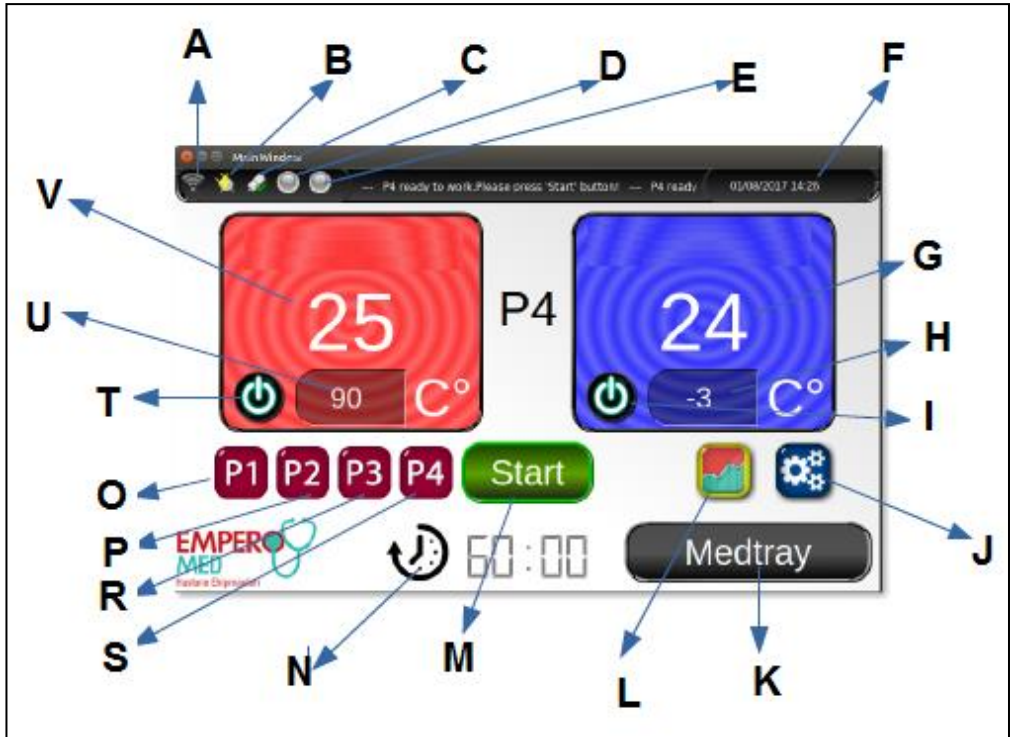 A B C D E F
MainWindow
--- P4 ready to work.Please press 'Start' button! --- P4 ready
01/08/2017 14:26
V
25
P4
24
G
U
H
T
90
C°
-3
C°
I
O
P1 P2 P3 P4 Start
P
EMPERO
MED
60:00
Medtray
J
R
S
N
M
L
K